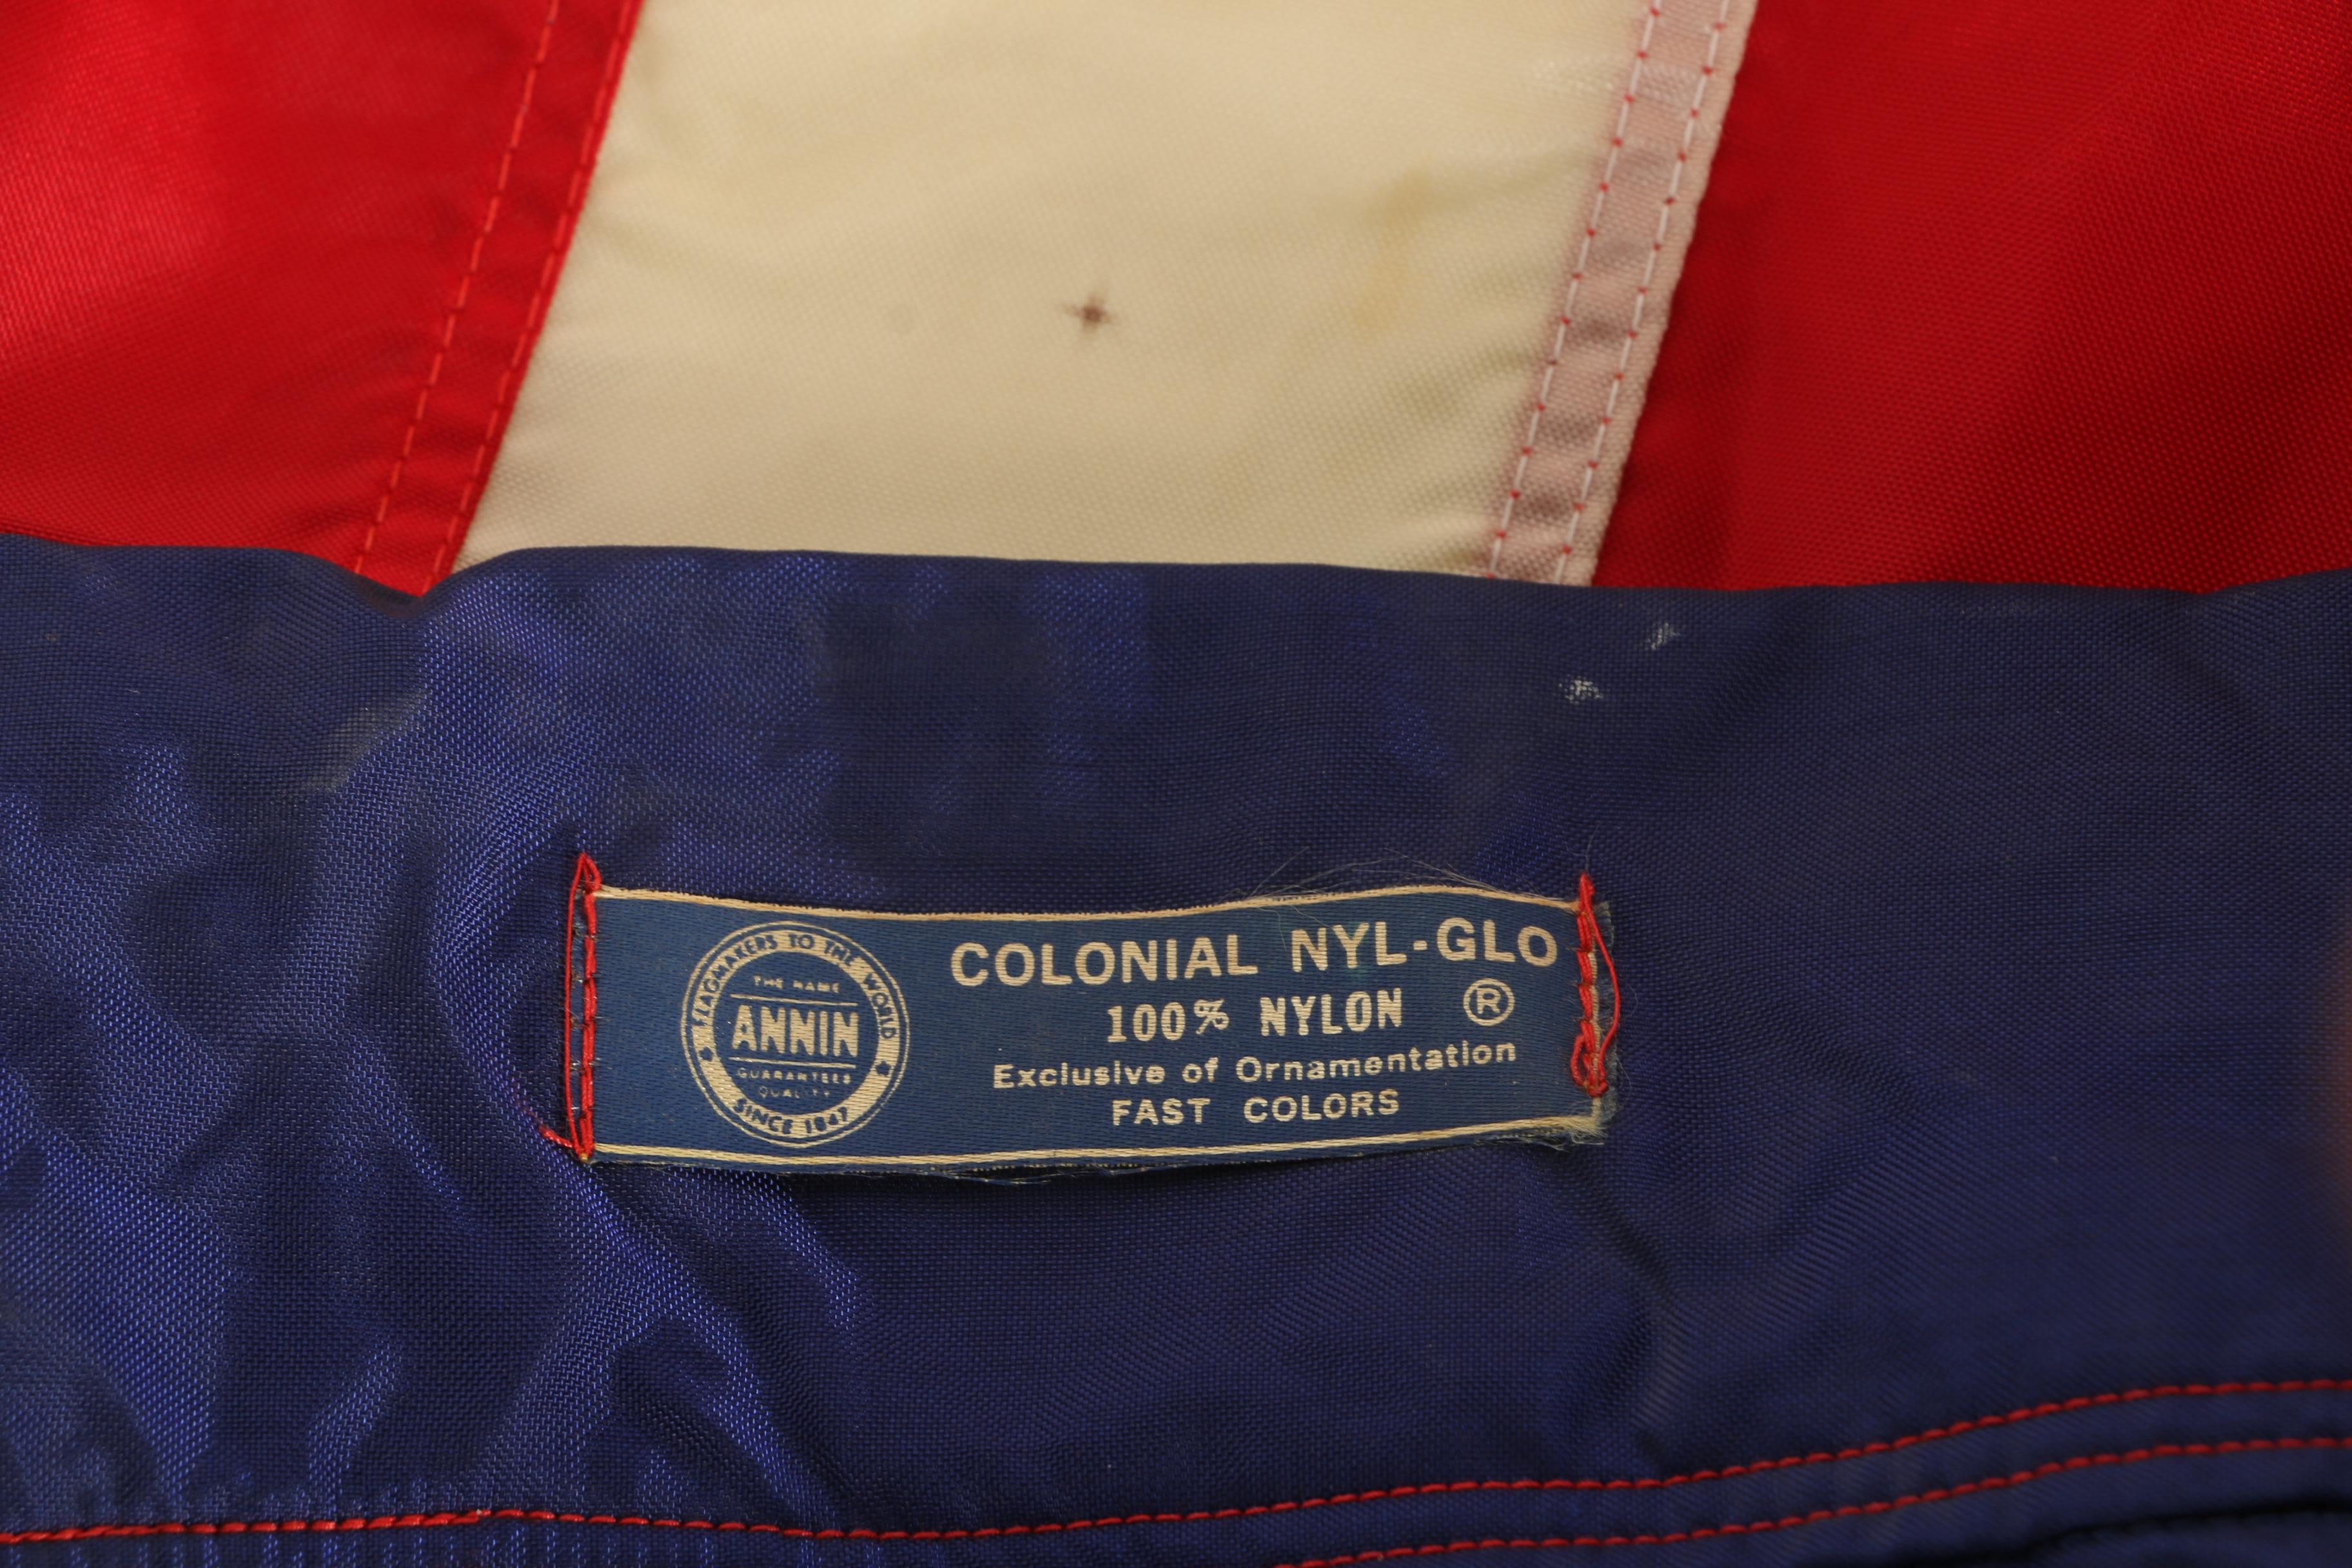 FLAGMAKERS TO THE WORLD
THE NAME
ANNIN
GUARANTEES
QUALITY
SINCE 1847
COLONIAL NYL-GLO
100% NYLON ®
Exclusive of Ornamentation
FAST COLORS